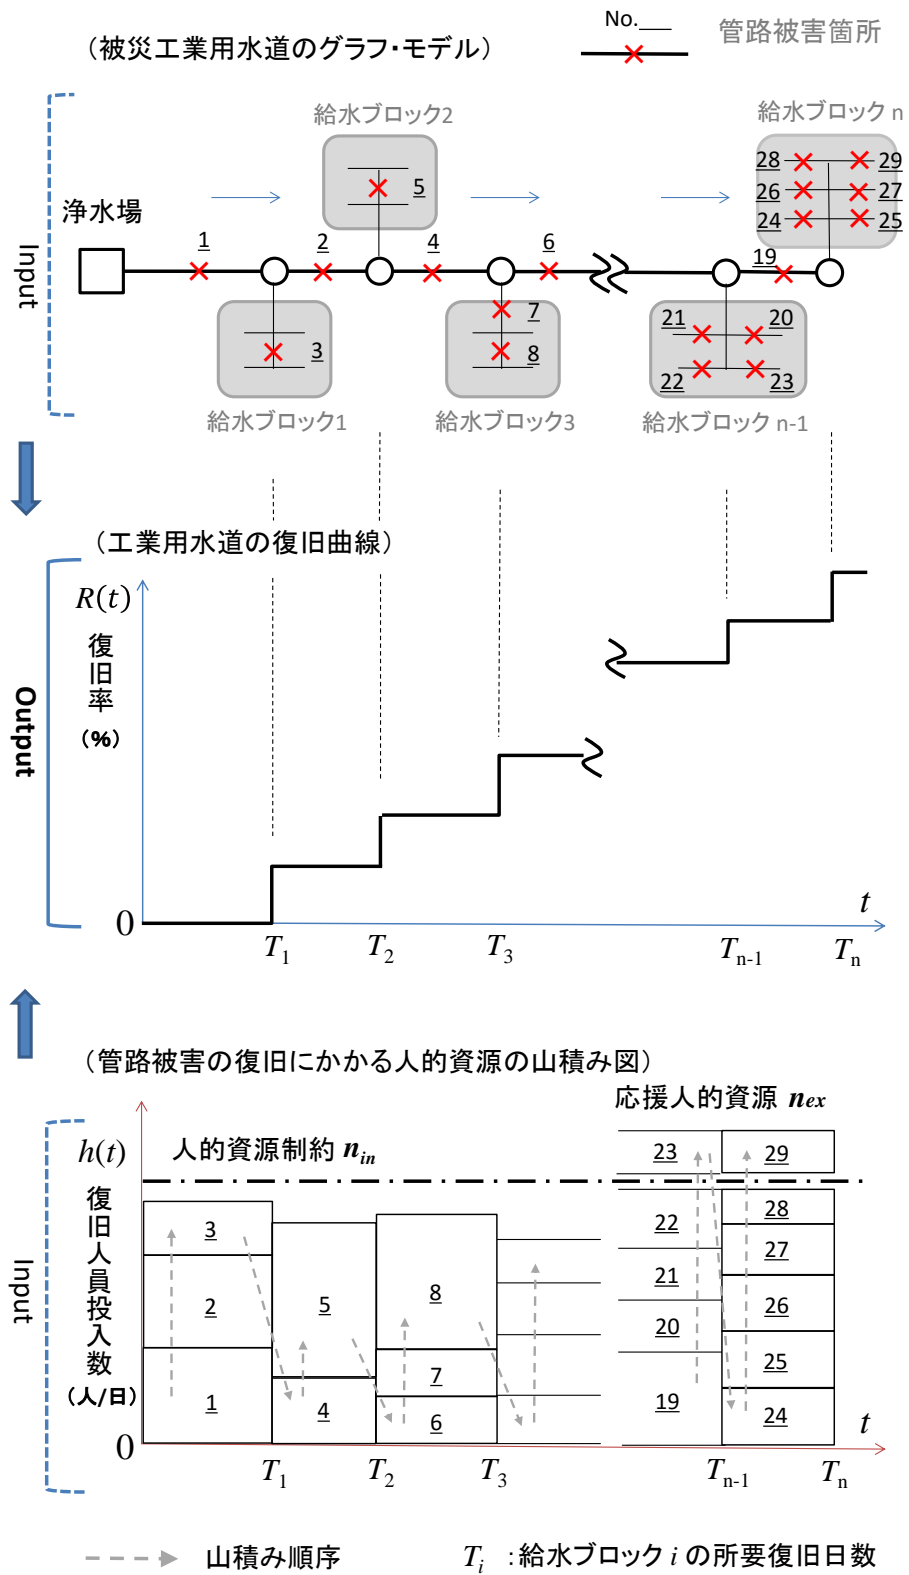 No.__
管路被害箇所
（被災工業用水道のグラフ・モデル）
給水ブロック2
給水ブロック n
28
29
5
26
27
24
25
浄水場
1
2
4
6
19
Input
7
21
20
3
8
22
23
給水ブロック1
給水ブロック3
給水ブロック n-1
（工業用水道の復旧曲線）
R(t)
復旧率
（%）
Output
0
t
T1
T2
T3
Tn-1
Tn
（管路被害の復旧にかかる人的資源の山積み図）
応援人的資源 nex
h(t)
人的資源制約 nin
23
29
復旧人員投入数
（人/日）
Input
3
22
28
2
5
8
21
27
20
26
7
25
1
4
6
19
24
0
t
T1
T2
T3
Tn-1
Tn
山積み順序
Ti ：給水ブロック i の所要復旧日数